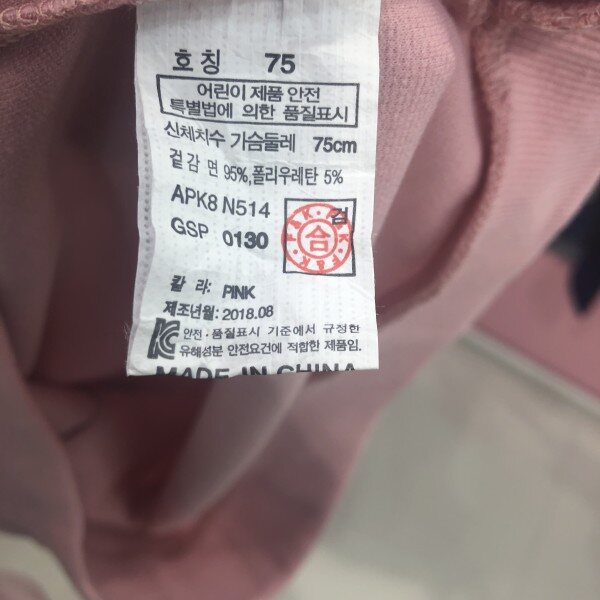 호칭 75
어린이 제품 안전
특별법에 의한 품질표시
신체치수 가슴둘레 75cm
겉감 면 95%,폴리우레탄 5%
APK8 N514
GSP 0130
검
합
칼 라: PINK
제조년월: 2018.08
안전·품질표시 기준에서 규정한
유해성분 안전요건에 적합한 제품임.
MADE IN CHINA